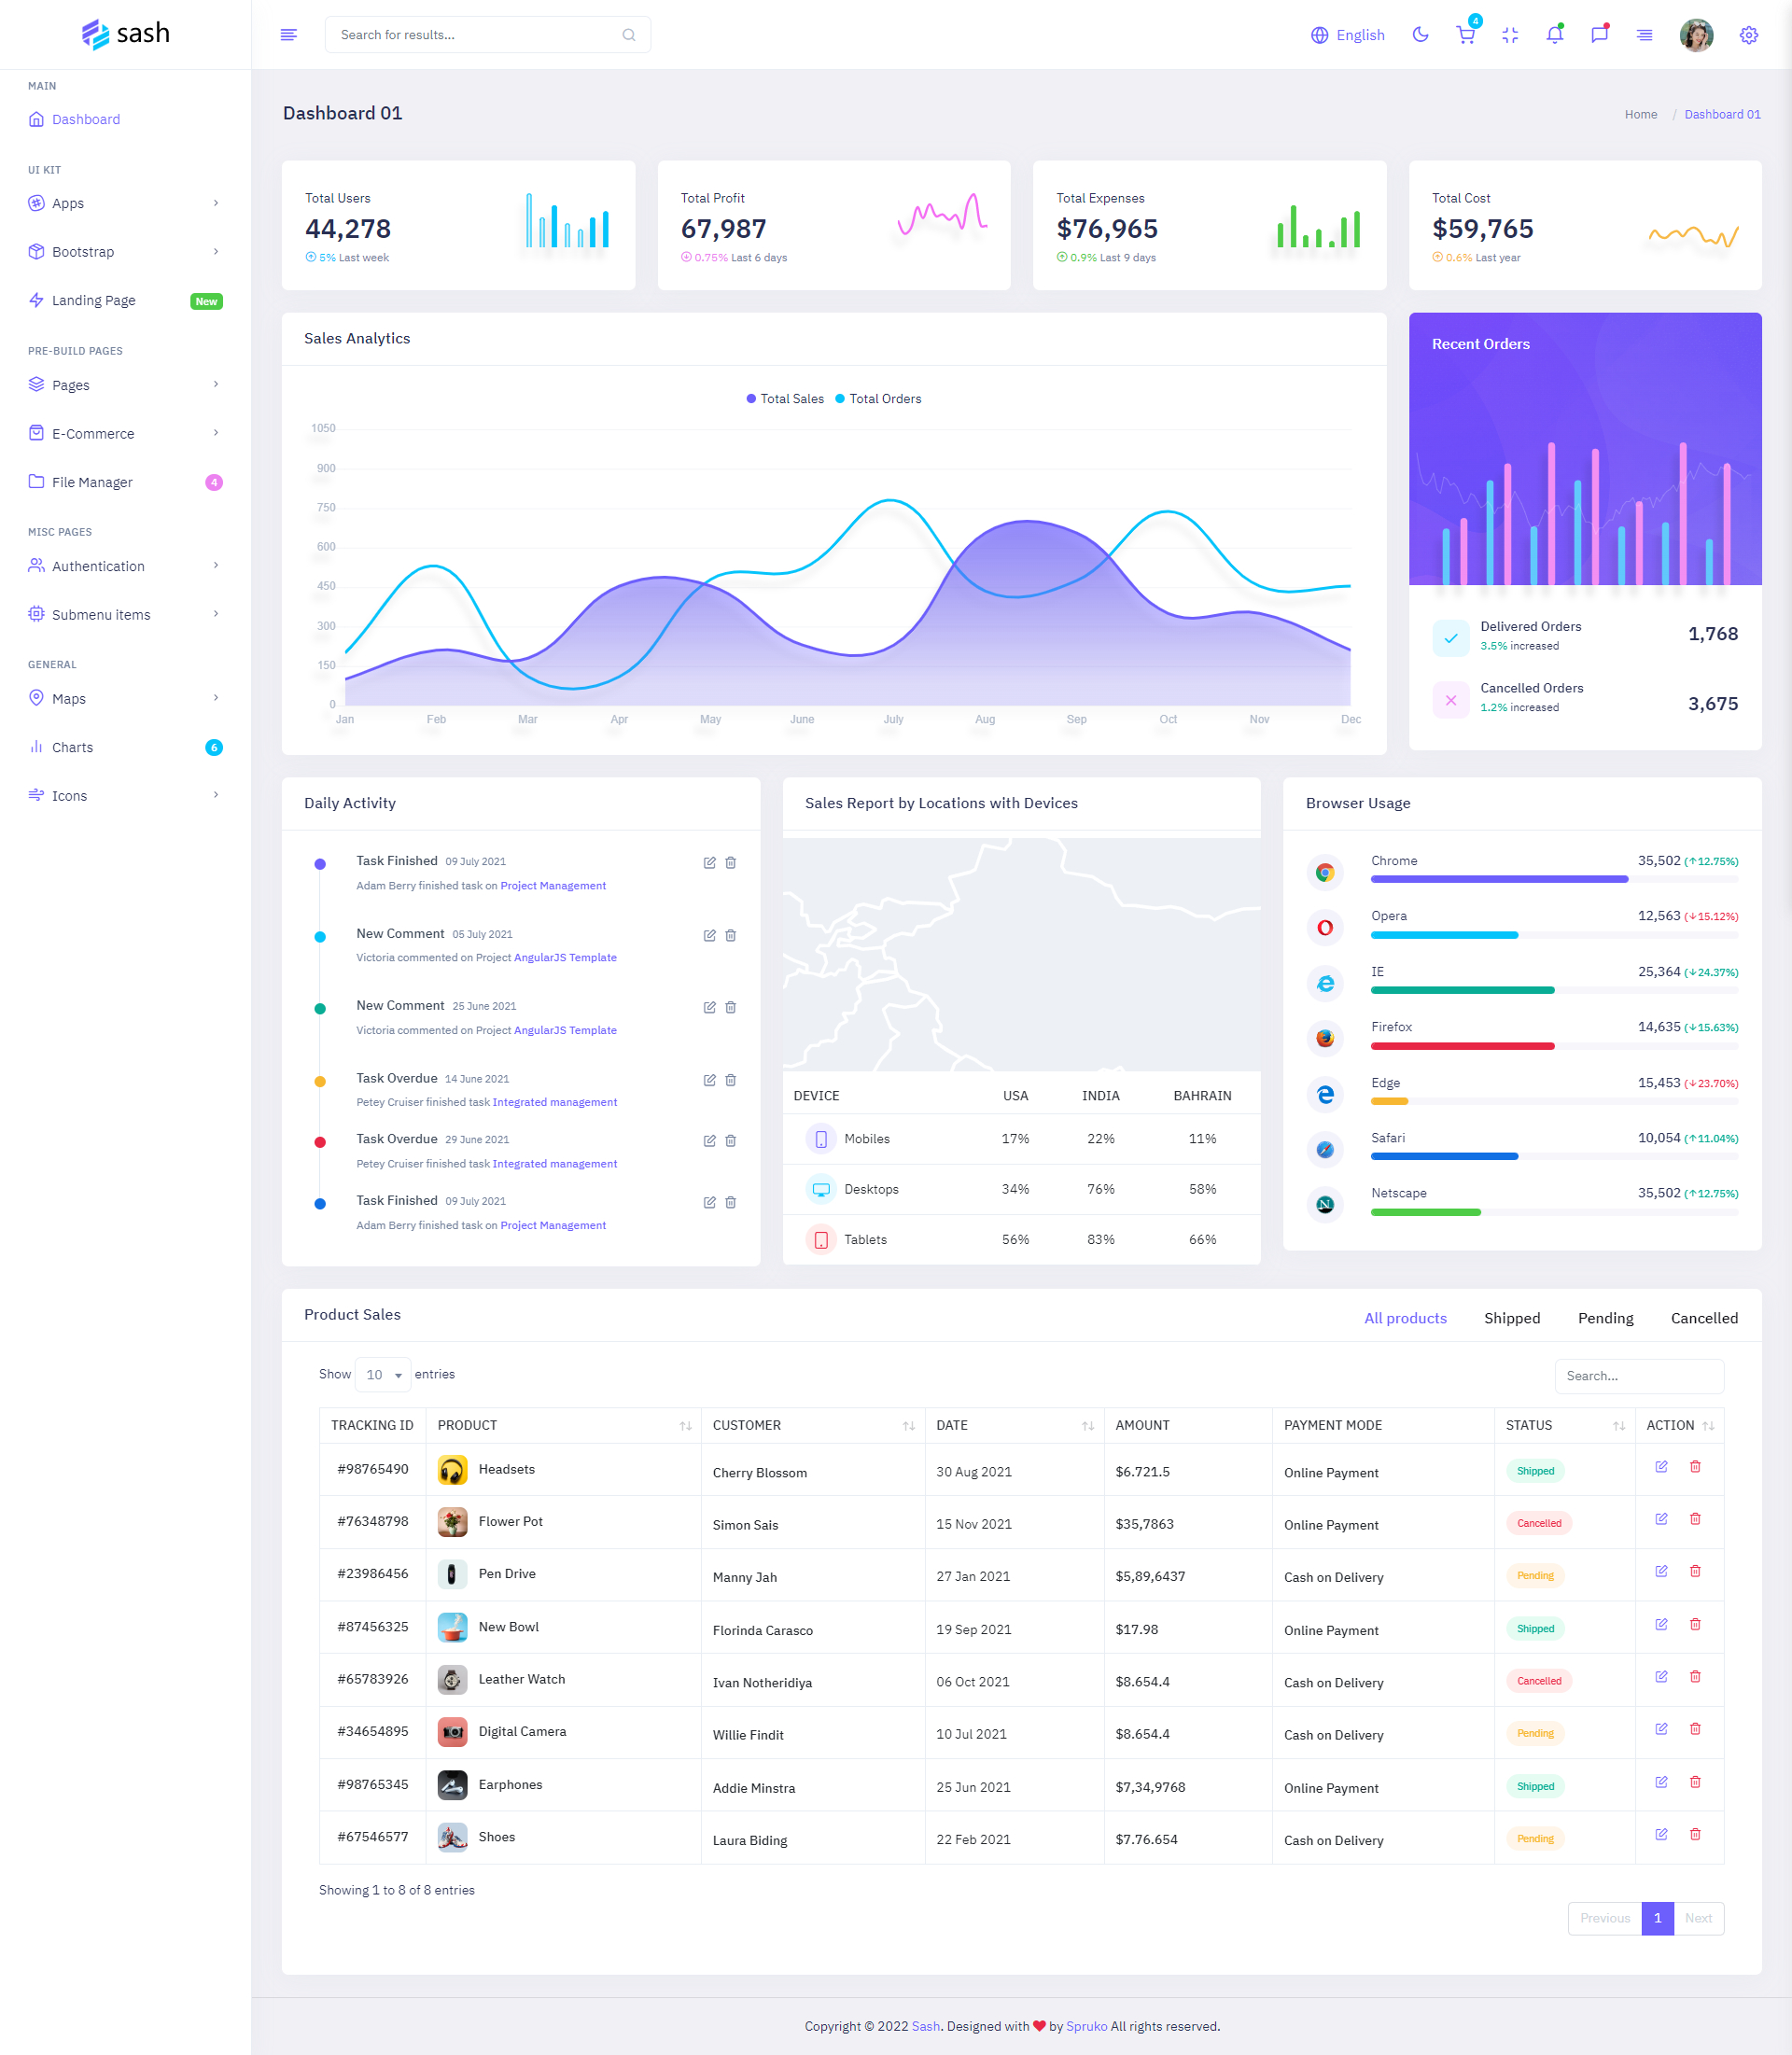 sash
Search for results...
English
4
MAIN
Dashboard
UI KIT
Apps
Bootstrap
Landing Page New
PRE-BUILD PAGES
Pages
E-Commerce
File Manager 4
MISC PAGES
Authentication
Submenu items
GENERAL
Maps
Charts 6
Icons
Dashboard 01
Home / Dashboard 01
Total Users
44,278
5% Last week
Total Profit
67,987
0.75% Last 6 days
Total Expenses
$76,965
0.9% Last 9 days
Total Cost
$59,765
0.6% Last year
Sales Analytics
Total Sales Total Orders
1050
900
750
600
450
300
150
0
Jan Feb Mar Apr May June July Aug Sep Oct Nov Dec
Recent Orders
Delivered Orders
3.5% increased
1,768
Cancelled Orders
1.2% increased
3,675
Daily Activity
Task Finished 09 July 2021
Adam Berry finished task on Project Management
New Comment 05 July 2021
Victoria commented on Project AngularJS Template
New Comment 25 June 2021
Victoria commented on Project AngularJS Template
Task Overdue 14 June 2021
Petey Cruiser finished task Integrated management
Task Overdue 29 June 2021
Petey Cruiser finished task Integrated management
Task Finished 09 July 2021
Adam Berry finished task on Project Management
Sales Report by Locations with Devices
DEVICE USA INDIA BAHRAIN
Mobiles 17% 22% 11%
Desktops 34% 76% 58%
Tablets 56% 83% 66%
Browser Usage
Chrome 35,502 (↑12.75%)
Opera 12,563 (↓15.12%)
IE 25,364 (↓24.37%)
Firefox 14,635 (↓15.63%)
Edge 15,453 (↓23.70%)
Safari 10,054 (↑11.04%)
Netscape 35,502 (↑12.75%)
Product Sales
All products Shipped Pending Cancelled
Show 10 entries
Search...
TRACKING ID PRODUCT CUSTOMER DATE AMOUNT PAYMENT MODE STATUS ACTION
#98765490 Headsets Cherry Blossom 30 Aug 2021 $6.721.5 Online Payment Shipped
#76348798 Flower Pot Simon Sais 15 Nov 2021 $35,7863 Online Payment Cancelled
#23986456 Pen Drive Manny Jah 27 Jan 2021 $5,89,6437 Cash on Delivery Pending
#87456325 New Bowl Florinda Carasco 19 Sep 2021 $17.98 Online Payment Shipped
#65783926 Leather Watch Ivan Notheridiya 06 Oct 2021 $8.654.4 Cash on Delivery Cancelled
#34654895 Digital Camera Willie Findit 10 Jul 2021 $8.654.4 Cash on Delivery Pending
#98765345 Earphones Addie Minstra 25 Jun 2021 $7,34,9768 Online Payment Shipped
#67546577 Shoes Laura Biding 22 Feb 2021 $7.76.654 Cash on Delivery Pending
Showing 1 to 8 of 8 entries
Previous 1 Next
Copyright © 2022 Sash. Designed with ❤ by Spruko All rights reserved.